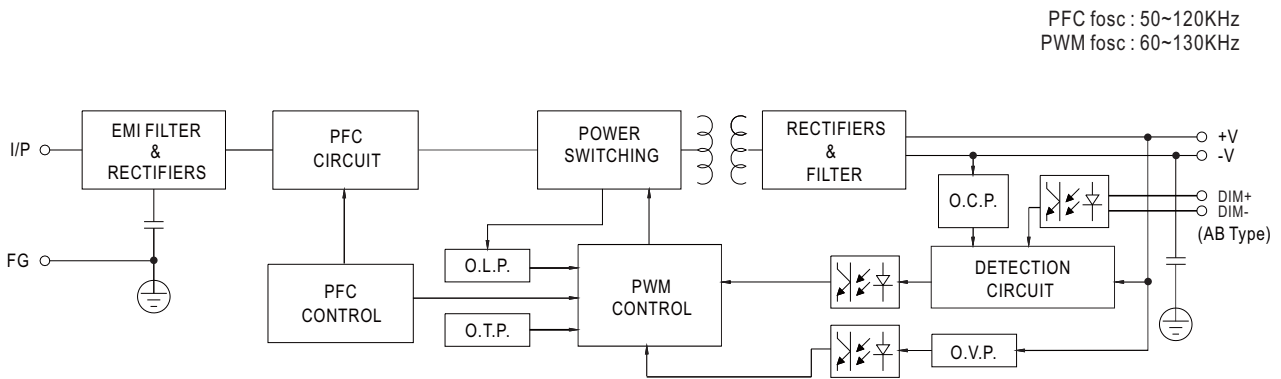 PFC fosc : 50~120KHz
PWM fosc : 60~130KHz
I/P
EMI FILTER
&
RECTIFIERS
PFC
CIRCUIT
POWER
SWITCHING
RECTIFIERS
&
FILTER
+V
-V
O.C.P.
DIM+
DIM-
(AB Type)
FG
O.L.P.
PFC
CONTROL
O.T.P.
PWM
CONTROL
DETECTION
CIRCUIT
O.V.P.